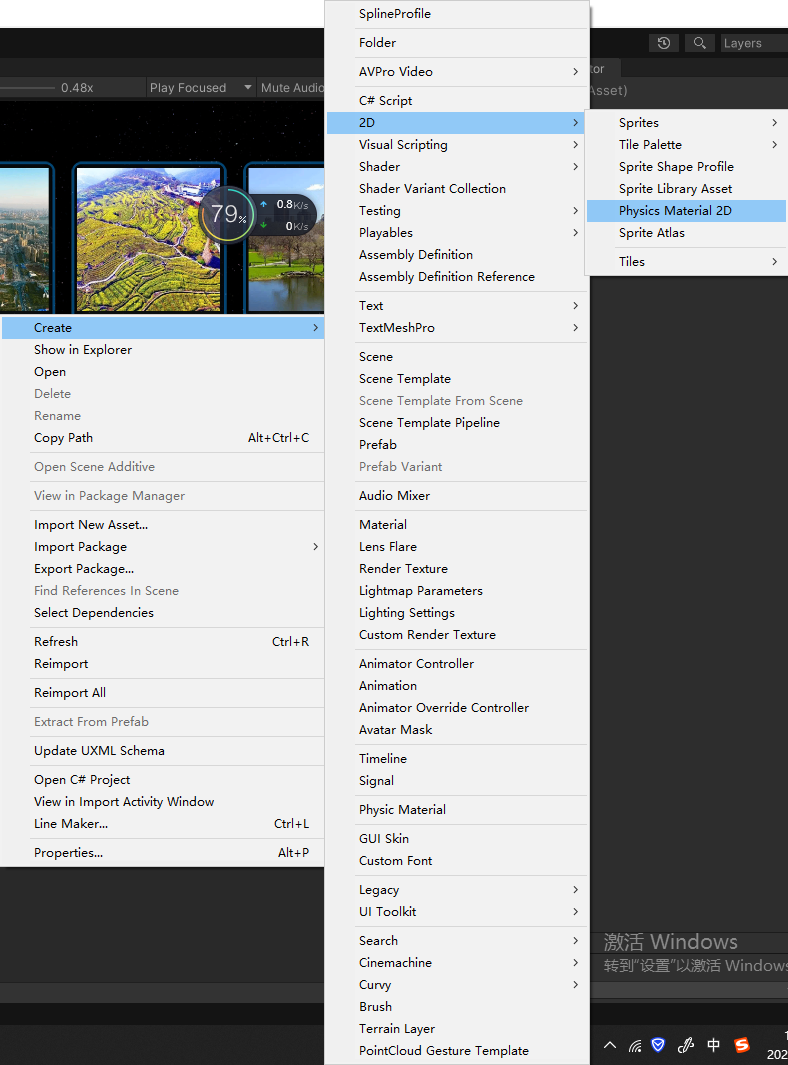 SplineProfile
Folder
AVPro Video
C# Script
2D
Visual Scripting
Shader
Shader Variant Collection
Testing
Playables
Assembly Definition
Assembly Definition Reference
Text
TextMeshPro
Scene
Scene Template
Scene Template From Scene
Scene Template Pipeline
Prefab
Prefab Variant
Audio Mixer
Material
Lens Flare
Render Texture
Lightmap Parameters
Lighting Settings
Custom Render Texture
Animator Controller
Animation
Animator Override Controller
Avatar Mask
Timeline
Signal
Physic Material
GUI Skin
Custom Font
Legacy
UI Toolkit
Search
Cinemachine
Curvy
Brush
Terrain Layer
PointCloud Gesture Template
Layers
tor
Asset)
Sprites
Tile Palette
Sprite Shape Profile
Sprite Library Asset
Physics Material 2D
Sprite Atlas
Tiles
0.48x Play Focused Mute Audio
79%
0.8K/s
0K/s
Create
Show in Explorer
Open
Delete
Rename
Copy Path Alt+Ctrl+C
Open Scene Additive
View in Package Manager
Import New Asset...
Import Package
Export Package...
Find References In Scene
Select Dependencies
Refresh Ctrl+R
Reimport
Reimport All
Extract From Prefab
Update UXML Schema
Open C# Project
View in Import Activity Window
Line Maker... Ctrl+L
Properties... Alt+P
激活 Windows
转到"设置"以激活 Windows
中
S
1
202